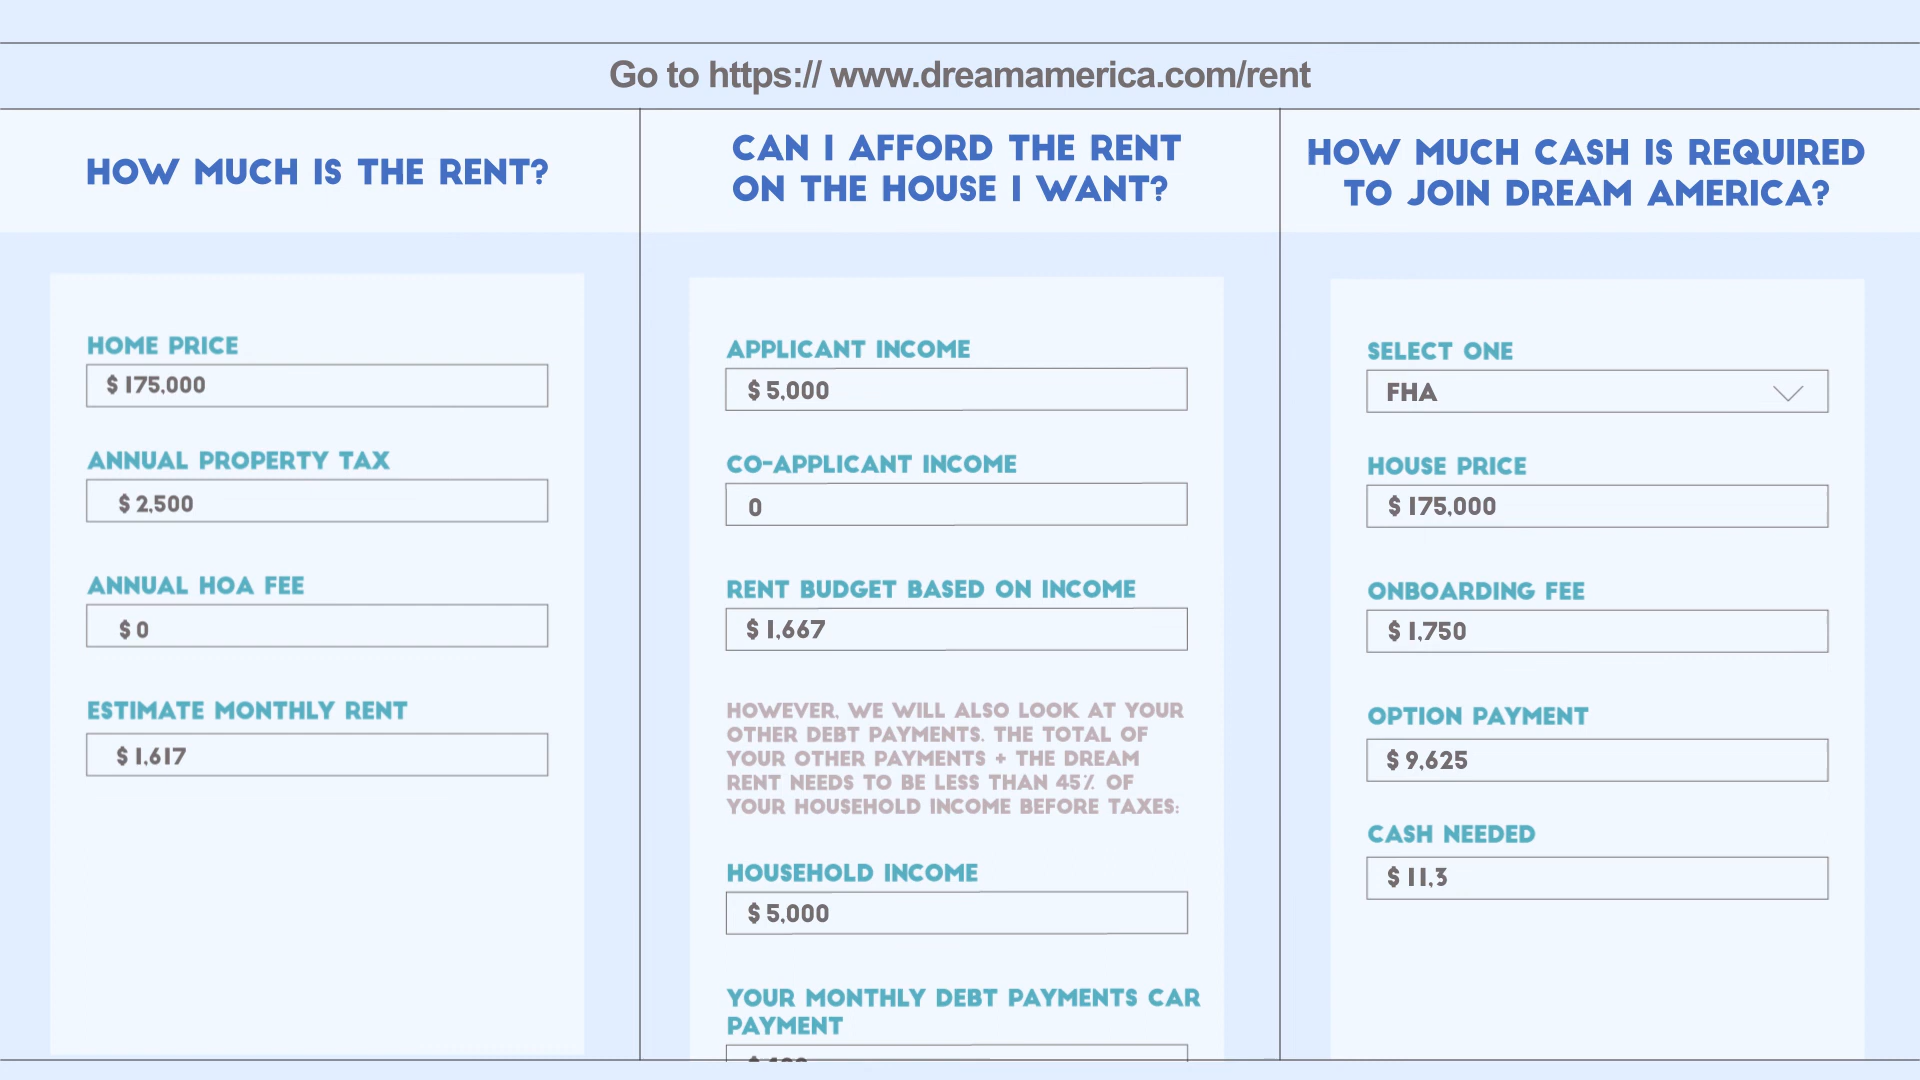 Go to https:// www.dreamamerica.com/rent
HOW MUCH IS THE RENT?
HOME PRICE
$ 175,000
ANNUAL PROPERTY TAX
$ 2,500
ANNUAL HOA FEE
$ 0
ESTIMATE MONTHLY RENT
$ 1,617
CAN I AFFORD THE RENT
ON THE HOUSE I WANT?
APPLICANT INCOME
$ 5,000
CO-APPLICANT INCOME
0
RENT BUDGET BASED ON INCOME
$ 1,667
HOWEVER, WE WILL ALSO LOOK AT YOUR
OTHER DEBT PAYMENTS. THE TOTAL OF
YOUR OTHER PAYMENTS + THE DREAM
RENT NEEDS TO BE LESS THAN 45% OF
YOUR HOUSEHOLD INCOME BEFORE TAXES:
HOUSEHOLD INCOME
$ 5,000
YOUR MONTHLY DEBT PAYMENTS CAR
PAYMENT
HOW MUCH CASH IS REQUIRED
TO JOIN DREAM AMERICA?
SELECT ONE
FHA
HOUSE PRICE
$ 175,000
ONBOARDING FEE
$ 1,750
OPTION PAYMENT
$ 9,625
CASH NEEDED
$ 11,3